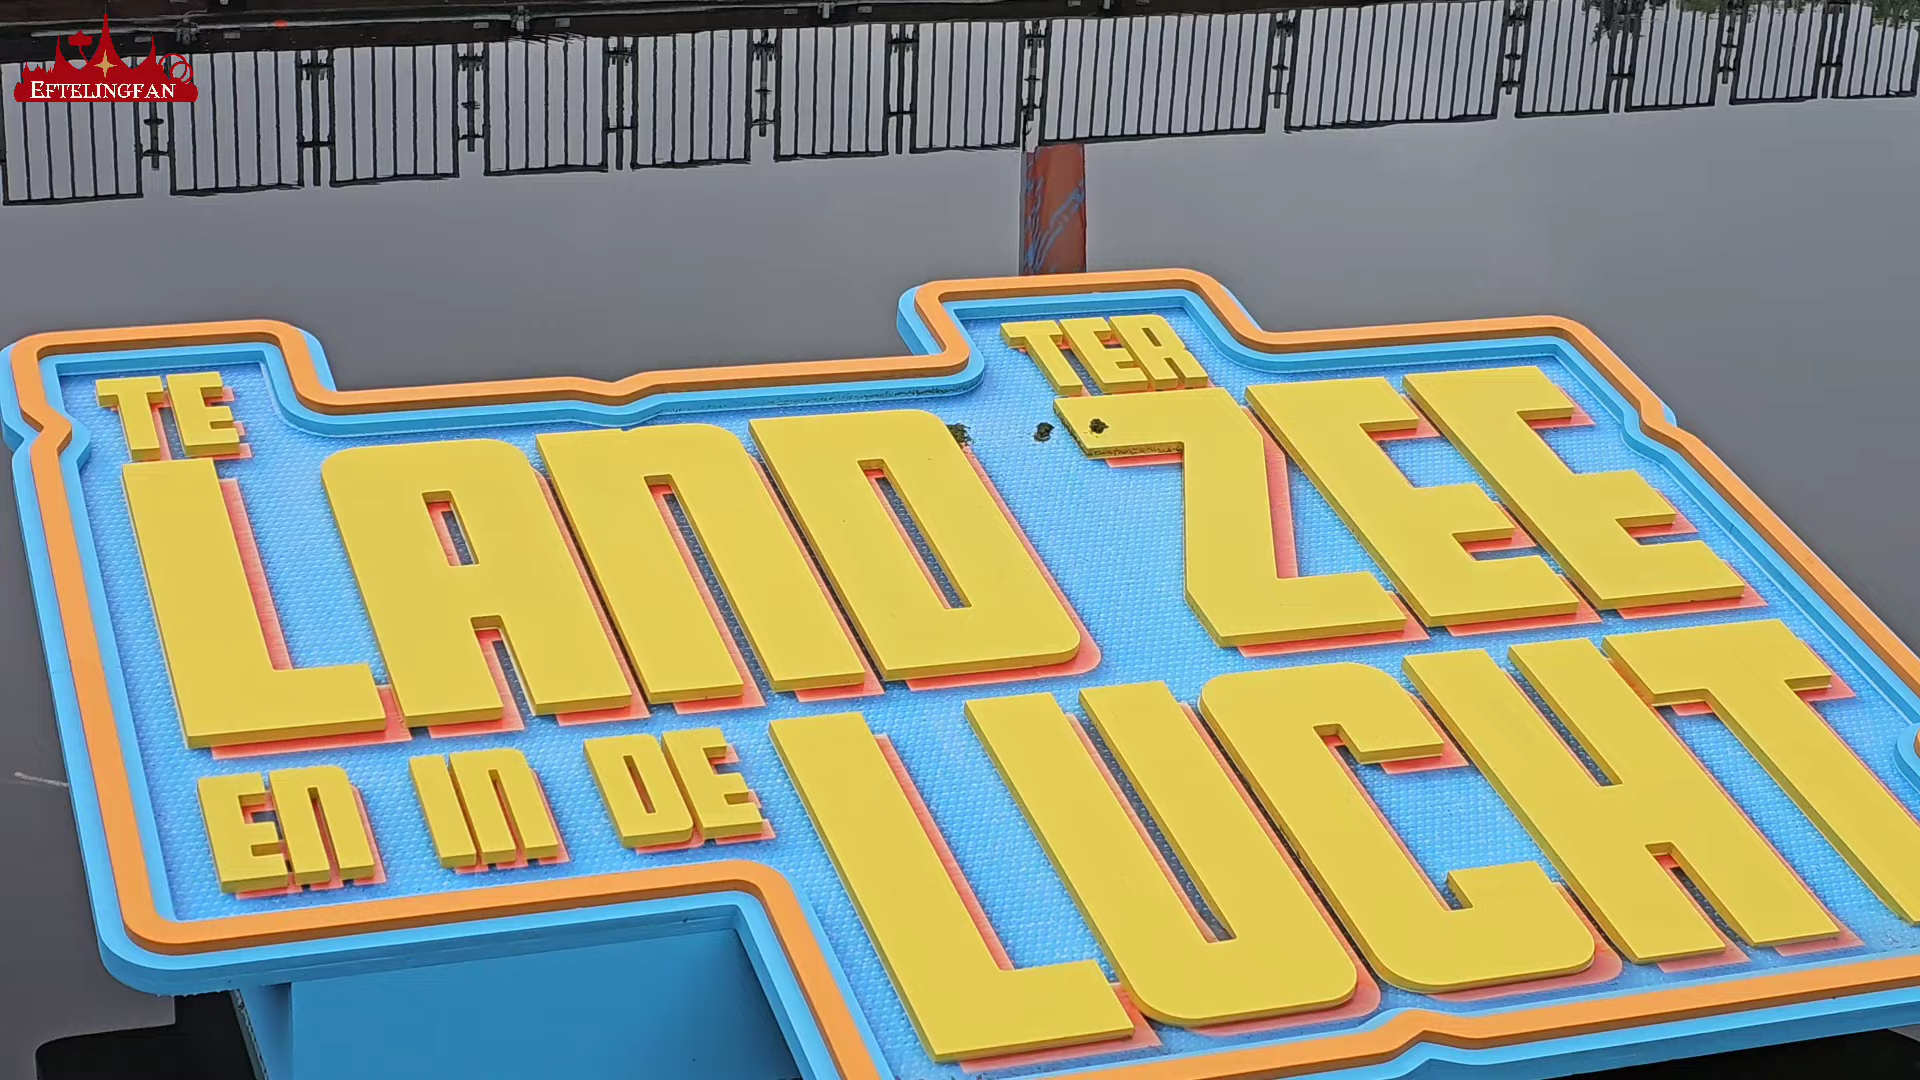 EFTELINGFAN
TE
LAND
TER
ZEE
EN IN DE
LUCHT